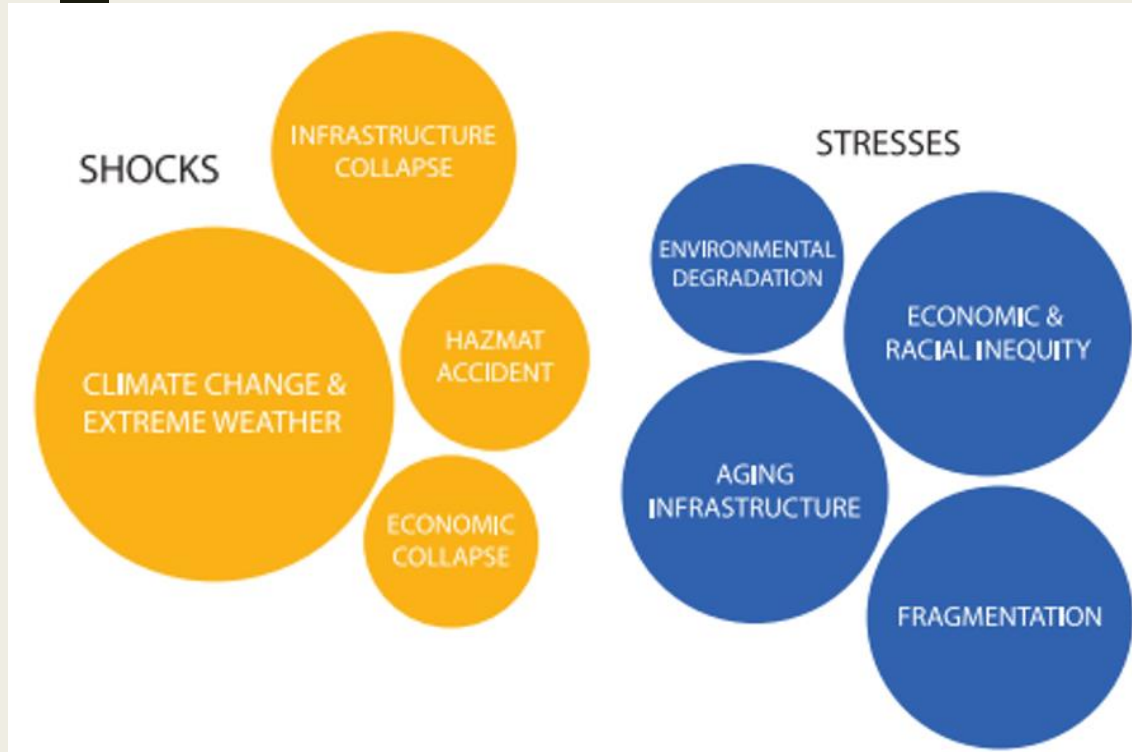 SHOCKS
INFRASTRUCTURE
COLLAPSE
HAZMAT
ACCIDENT
CLIMATE CHANGE &
EXTREME WEATHER
ECONOMIC
COLLAPSE
STRESSES
ENVIRONMENTAL
DEGRADATION
ECONOMIC &
RACIAL INEQUITY
AGING
INFRASTRUCTURE
FRAGMENTATION